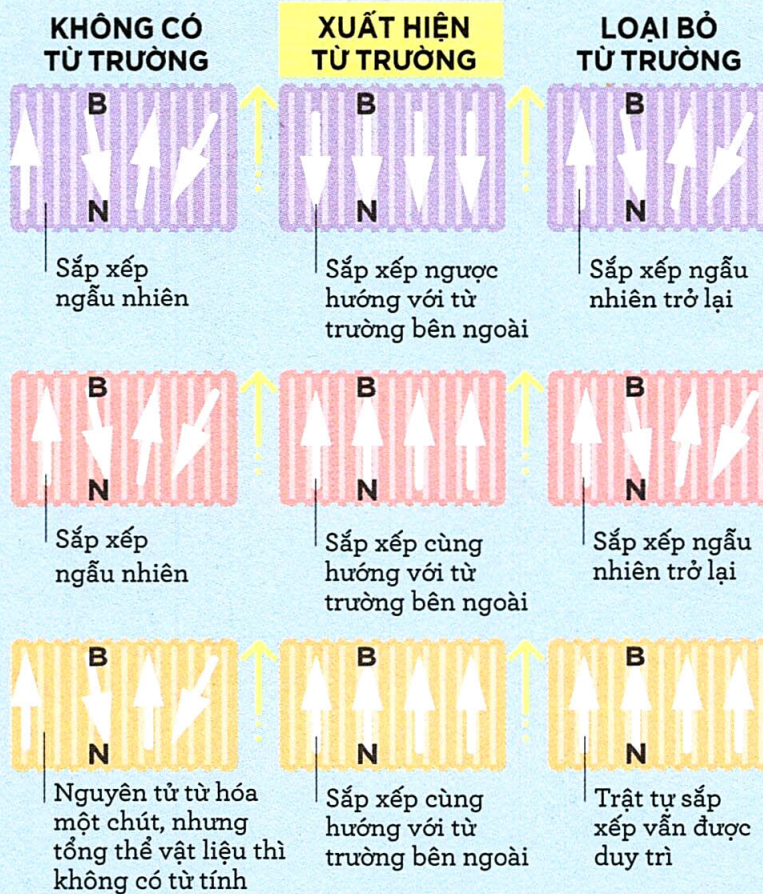 KHÔNG CÓ
TỪ TRƯỜNG
XUẤT HIỆN
TỪ TRƯỜNG
LOẠI BỎ
TỪ TRƯỜNG
B
N
B
N
B
N
Sắp xếp
ngẫu nhiên
Sắp xếp ngược
hướng với từ
trường bên ngoài
Sắp xếp ngẫu
nhiên trở lại
B
N
B
N
B
N
Sắp xếp
ngẫu nhiên
Sắp xếp cùng
hướng với từ
trường bên ngoài
Sắp xếp ngẫu
nhiên trở lại
B
N
B
N
B
N
Nguyên tử từ hóa
một chút, nhưng
tổng thể vật liệu thì
không có từ tính
Sắp xếp cùng
hướng với từ
trường bên ngoài
Trật tự sắp
xếp vẫn được
duy trì